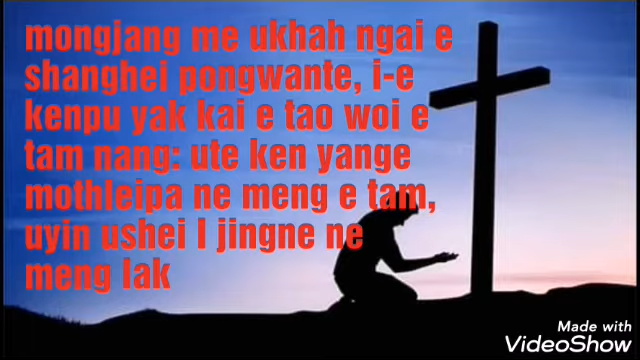 mongjang me ukhah ngai e
shanghei pongwante, i-e
kenpu yak kai e tao woi e
tam nang: ute ken yange
mothleipa ne meng e tam,
uyin ushei I jingne ne
meng lak
Made with
VideoShow